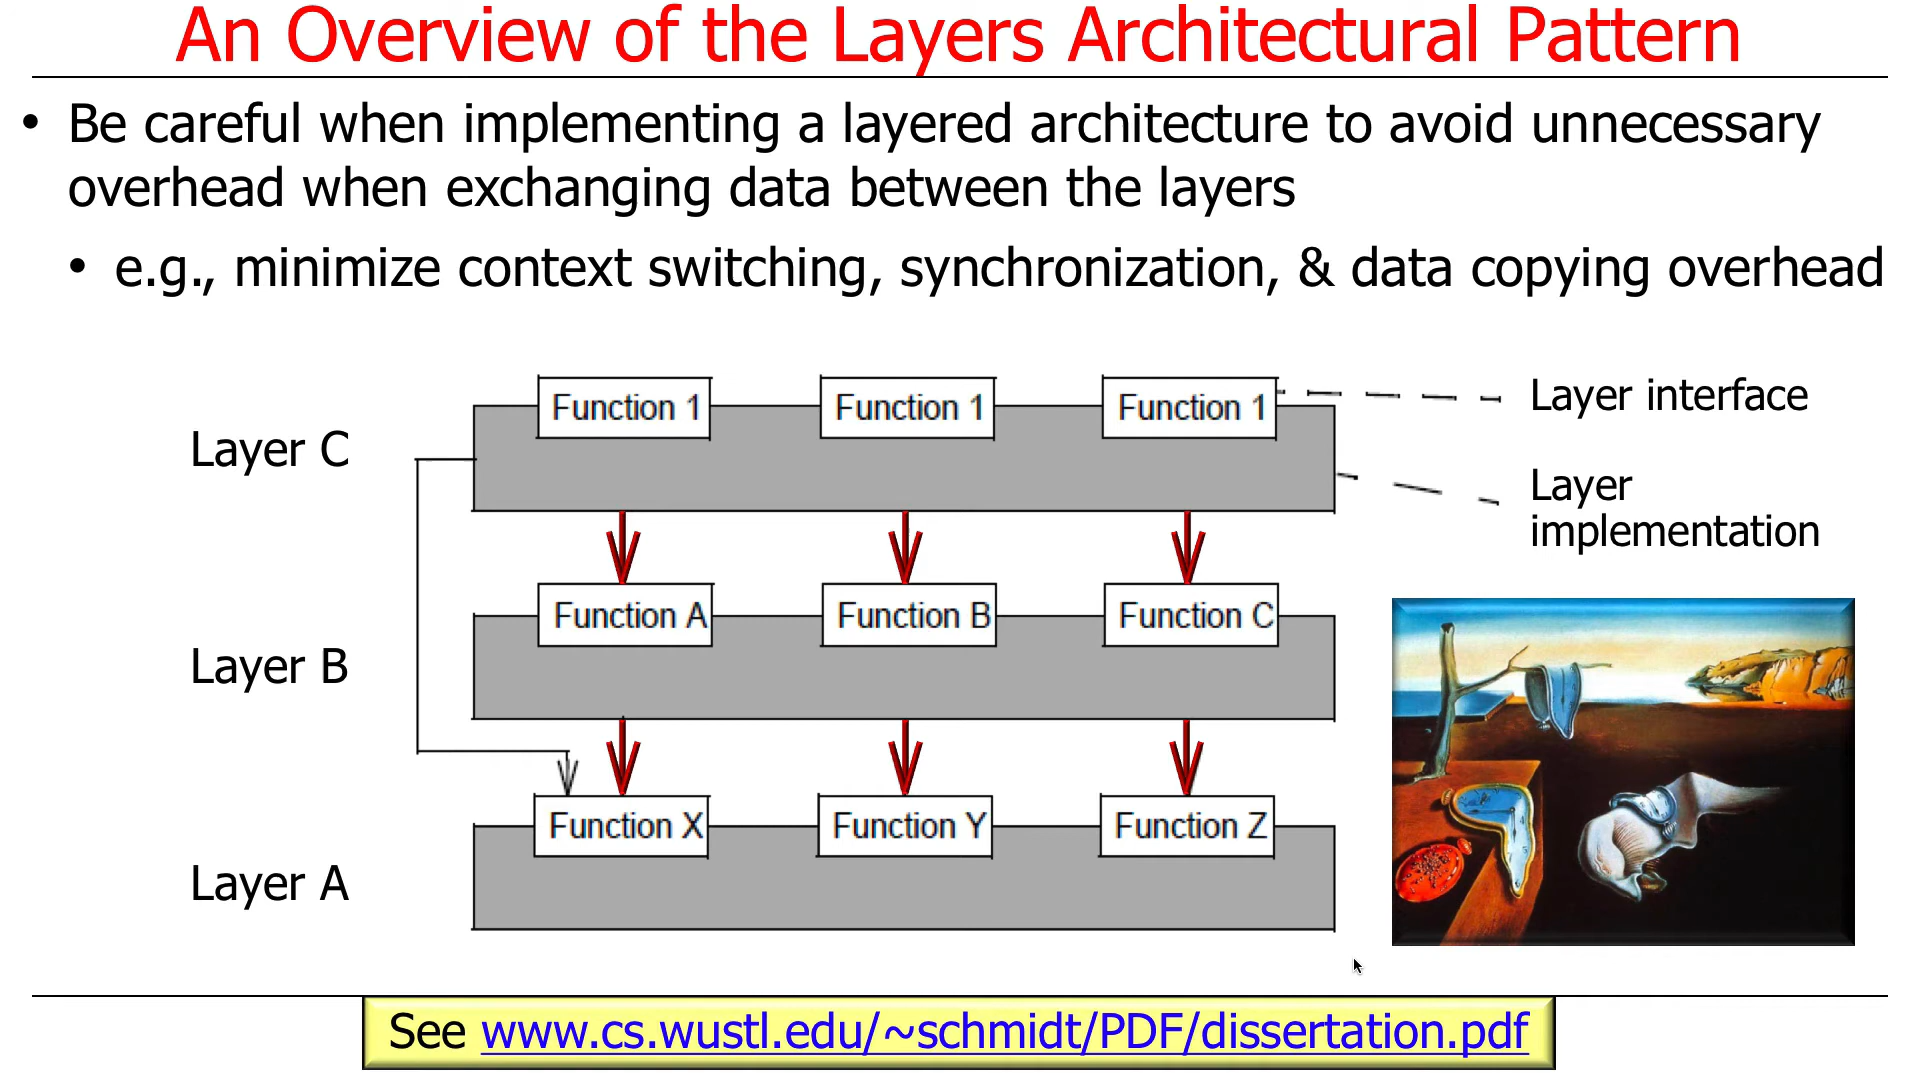 An Overview of the Layers Architectural Pattern
• Be careful when implementing a layered architecture to avoid unnecessary
overhead when exchanging data between the layers
• e.g., minimize context switching, synchronization, & data copying overhead
Function 1 Function 1 Function 1 Layer interface
Layer C
Layer
implementation
Function A Function B Function C
Layer B
Function X Function Y Function Z
Layer A
See www.cs.wustl.edu/~schmidt/PDF/dissertation.pdf